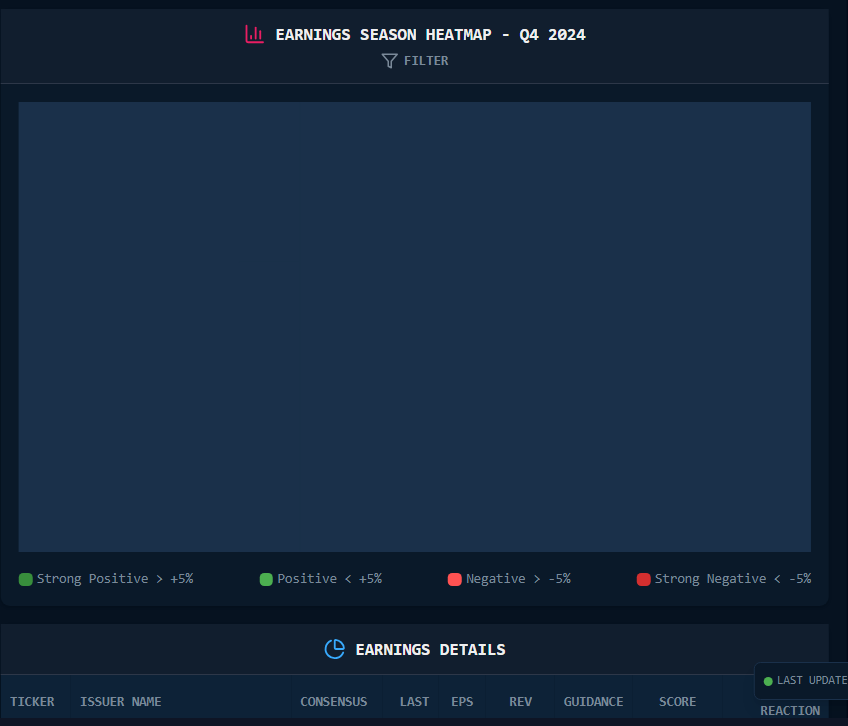 EARNINGS SEASON HEATMAP - Q4 2024
FILTER
Strong Positive > +5% Positive < +5% Negative > -5% Strong Negative < -5%
EARNINGS DETAILS
LAST UPDATE
TICKER ISSUER NAME CONSENSUS LAST EPS REV GUIDANCE SCORE REACTION